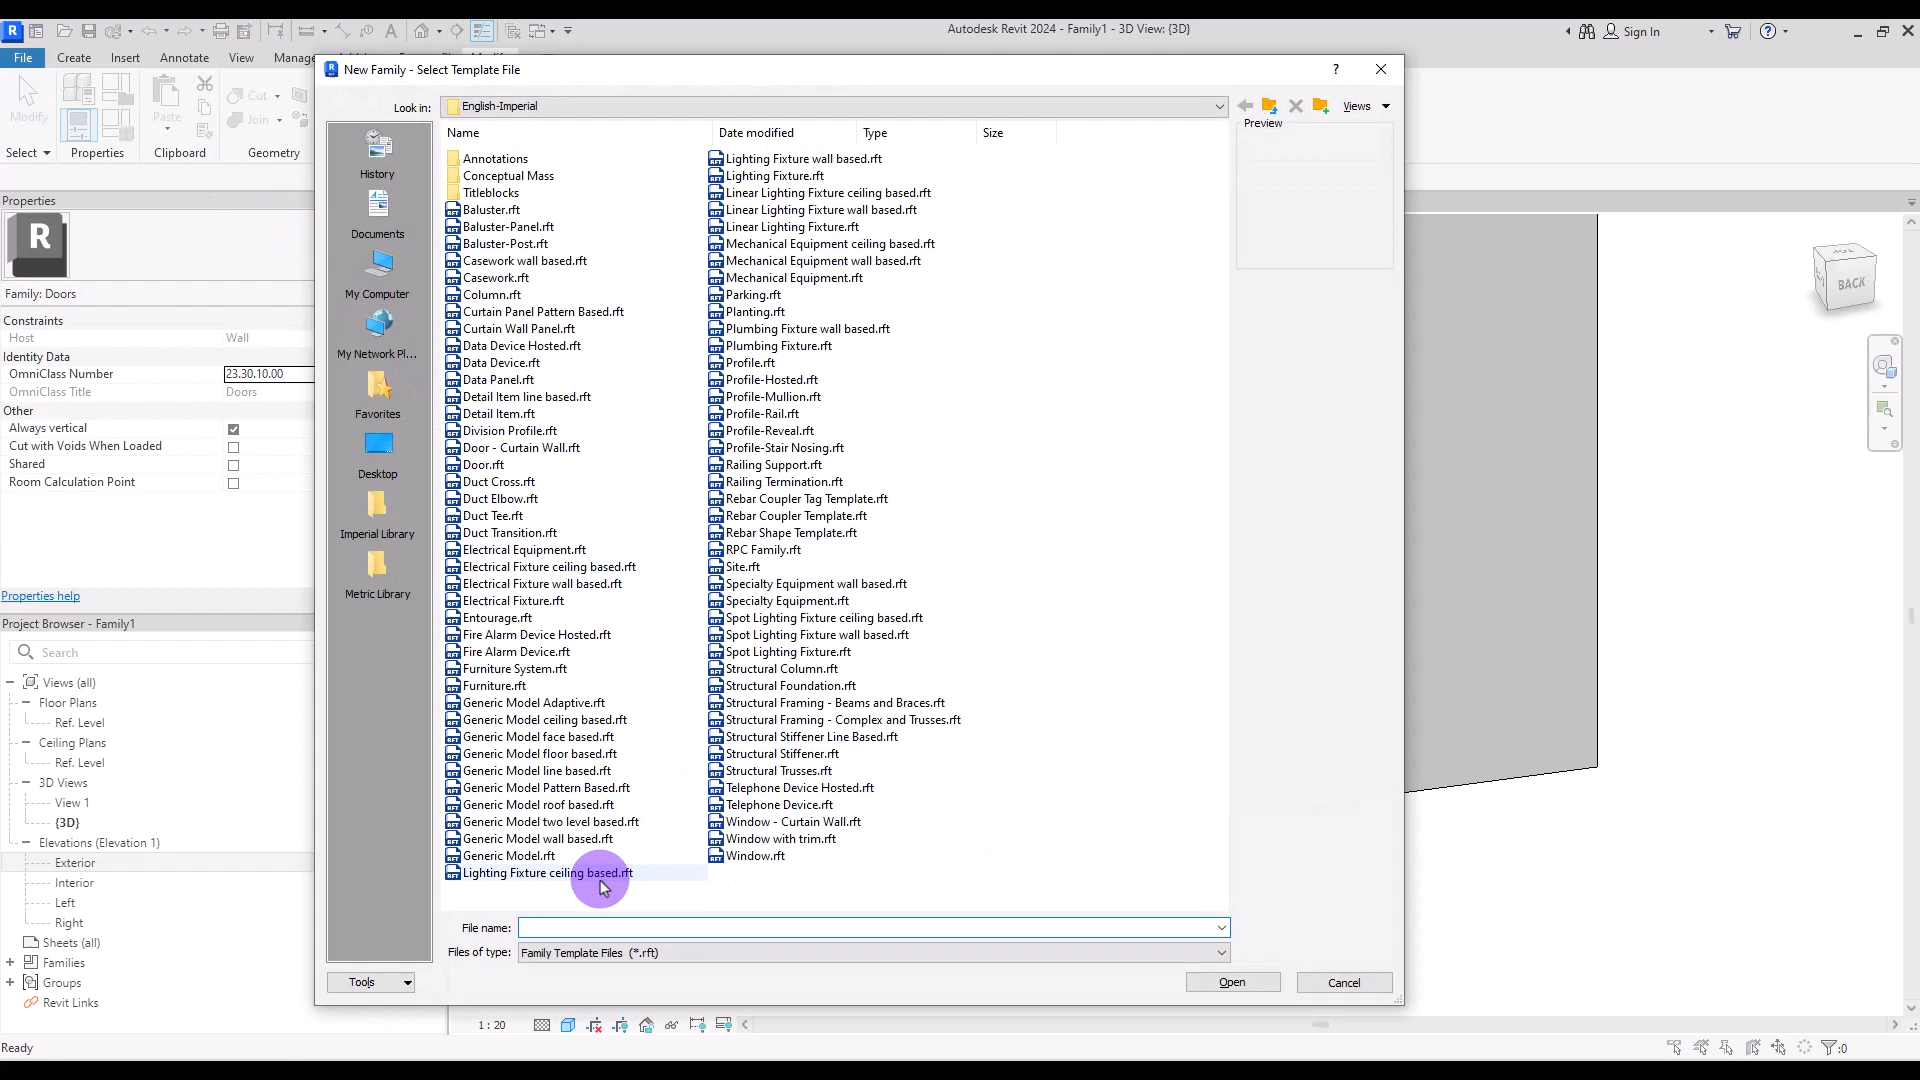 Autodesk Revit 2024 - Family1 - 3D View: {3D}
Sign In
File
Create
Insert
Annotate
View
Manage
Modify
Paste
Cut
Join
Select
Properties
Clipboard
Geometry
Properties
R
Family: Doors
Constraints
Host Wall
Identity Data
OmniClass Number 23.30.10.00
OmniClass Title Doors
Other
Always vertical
Cut with Voids When Loaded
Shared
Room Calculation Point
Properties help
Project Browser - Family1
Search
Views (all)
Floor Plans
Ref. Level
Ceiling Plans
Ref. Level
3D Views
View 1
{3D}
Elevations (Elevation 1)
Exterior
Interior
Left
Right
Sheets (all)
Families
Groups
Revit Links
Ready
New Family - Select Template File
Look in: English-Imperial
Views
History
Documents
My Computer
My Network Pl...
Favorites
Desktop
Imperial Library
Metric Library
Name Date modified Type Size
Annotations
Conceptual Mass
Titleblocks
Baluster.rft
Baluster-Panel.rft
Baluster-Post.rft
Casework wall based.rft
Casework.rft
Column.rft
Curtain Panel Pattern Based.rft
Curtain Wall Panel.rft
Data Device Hosted.rft
Data Device.rft
Data Panel.rft
Detail Item line based.rft
Detail Item.rft
Division Profile.rft
Door - Curtain Wall.rft
Door.rft
Duct Cross.rft
Duct Elbow.rft
Duct Tee.rft
Duct Transition.rft
Electrical Equipment.rft
Electrical Fixture ceiling based.rft
Electrical Fixture wall based.rft
Electrical Fixture.rft
Entourage.rft
Fire Alarm Device Hosted.rft
Fire Alarm Device.rft
Furniture System.rft
Furniture.rft
Generic Model Adaptive.rft
Generic Model ceiling based.rft
Generic Model face based.rft
Generic Model floor based.rft
Generic Model line based.rft
Generic Model Pattern Based.rft
Generic Model roof based.rft
Generic Model two level based.rft
Generic Model wall based.rft
Generic Model.rft
Lighting Fixture ceiling based.rft
Lighting Fixture wall based.rft
Lighting Fixture.rft
Linear Lighting Fixture ceiling based.rft
Linear Lighting Fixture wall based.rft
Linear Lighting Fixture.rft
Mechanical Equipment ceiling based.rft
Mechanical Equipment wall based.rft
Mechanical Equipment.rft
Parking.rft
Planting.rft
Plumbing Fixture wall based.rft
Plumbing Fixture.rft
Profile.rft
Profile-Hosted.rft
Profile-Mullion.rft
Profile-Rail.rft
Profile-Reveal.rft
Profile-Stair Nosing.rft
Railing Support.rft
Railing Termination.rft
Rebar Coupler Tag Template.rft
Rebar Coupler Template.rft
Rebar Shape Template.rft
RPC Family.rft
Site.rft
Specialty Equipment wall based.rft
Specialty Equipment.rft
Spot Lighting Fixture ceiling based.rft
Spot Lighting Fixture wall based.rft
Spot Lighting Fixture.rft
Structural Column.rft
Structural Foundation.rft
Structural Framing - Beams and Braces.rft
Structural Framing - Complex and Trusses.rft
Structural Stiffener Line Based.rft
Structural Stiffener.rft
Structural Trusses.rft
Telephone Device Hosted.rft
Telephone Device.rft
Window - Curtain Wall.rft
Window with trim.rft
Window.rft
Preview
File name:
Files of type: Family Template Files (*.rft)
Tools
Open
Cancel
BACK
1 : 20
:0